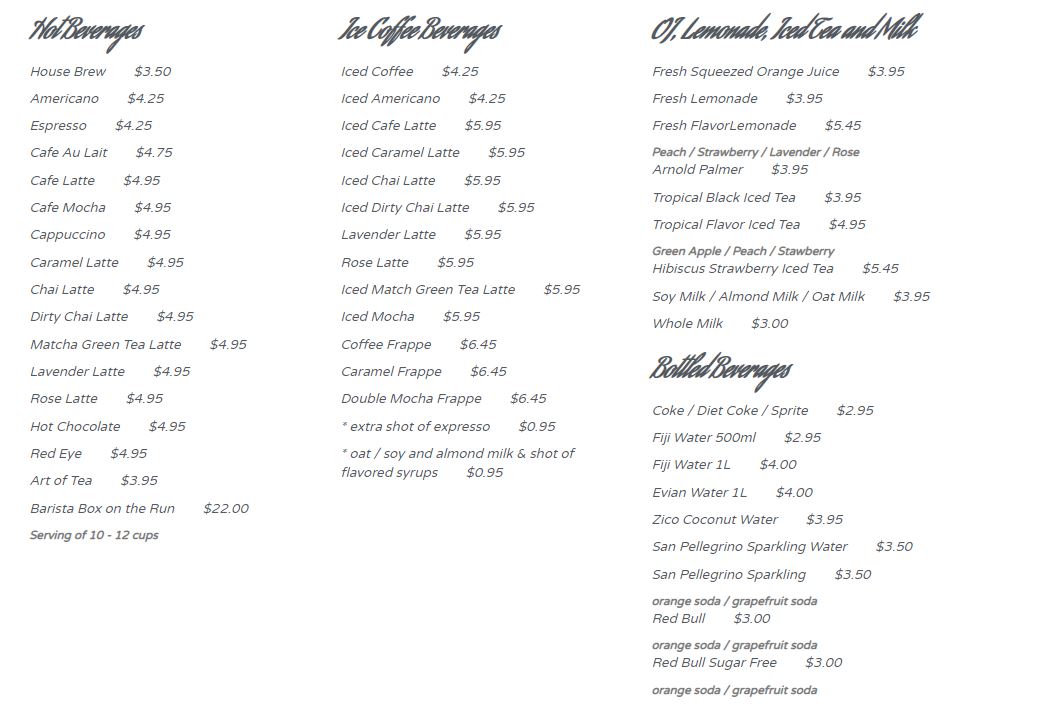 Hot Beverages
House Brew $3.50
Americano $4.25
Espresso $4.25
Cafe Au Lait $4.75
Cafe Latte $4.95
Cafe Mocha $4.95
Cappuccino $4.95
Caramel Latte $4.95
Chai Latte $4.95
Dirty Chai Latte $4.95
Matcha Green Tea Latte $4.95
Lavender Latte $4.95
Rose Latte $4.95
Hot Chocolate $4.95
Red Eye $4.95
Art of Tea $3.95
Barista Box on the Run $22.00
Serving of 10 - 12 cups
Ice Coffee Beverages
Iced Coffee $4.25
Iced Americano $4.25
Iced Cafe Latte $5.95
Iced Caramel Latte $5.95
Iced Chai Latte $5.95
Iced Dirty Chai Latte $5.95
Lavender Latte $5.95
Rose Latte $5.95
Iced Match Green Tea Latte $5.95
Iced Mocha $5.95
Coffee Frappe $6.45
Caramel Frappe $6.45
Double Mocha Frappe $6.45
* extra shot of expresso $0.95
* oat / soy and almond milk & shot of
flavored syrups $0.95
OJ, Lemonade, Iced Tea and Milk
Fresh Squeezed Orange Juice $3.95
Fresh Lemonade $3.95
Fresh FlavorLemonade $5.45
Peach / Strawberry / Lavender / Rose
Arnold Palmer $3.95
Tropical Black Iced Tea $3.95
Tropical Flavor Iced Tea $4.95
Green Apple / Peach / Stawberry
Hibiscus Strawberry Iced Tea $5.45
Soy Milk / Almond Milk / Oat Milk $3.95
Whole Milk $3.00
Bottled Beverages
Coke / Diet Coke / Sprite $2.95
Fiji Water 500ml $2.95
Fiji Water 1L $4.00
Evian Water 1L $4.00
Zico Coconut Water $3.95
San Pellegrino Sparkling Water $3.50
San Pellegrino Sparkling $3.50
orange soda / grapefruit soda
Red Bull $3.00
orange soda / grapefruit soda
Red Bull Sugar Free $3.00
orange soda / grapefruit soda